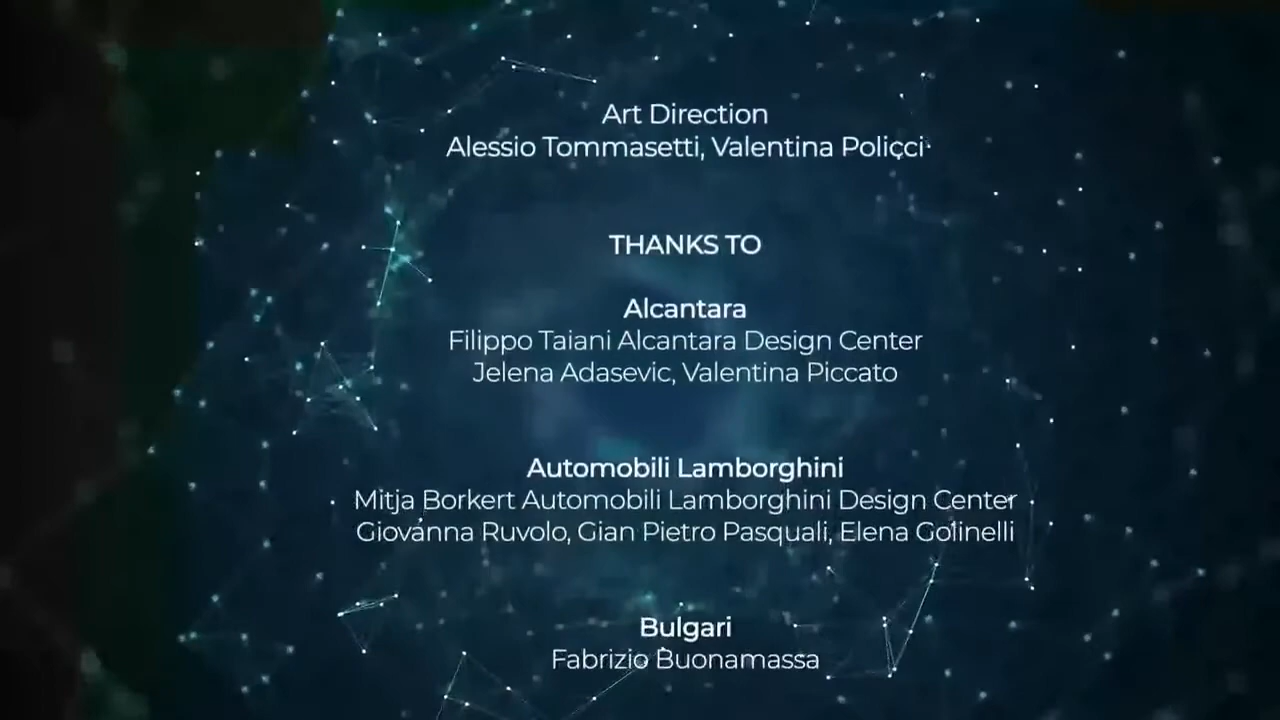 Art Direction
Alessio Tommasetti, Valentina Policci
THANKS TO
Alcantara
Filippo Taiani Alcantara Design Center
Jelena Adasevic, Valentina Piccato
Automobili Lamborghini
Mitja Borkert Automobili Lamborghini Design Center
Giovanna Ruvolo, Gian Pietro Pasquali, Elena Golinelli
Bulgari
Fabrizio Buonamassa